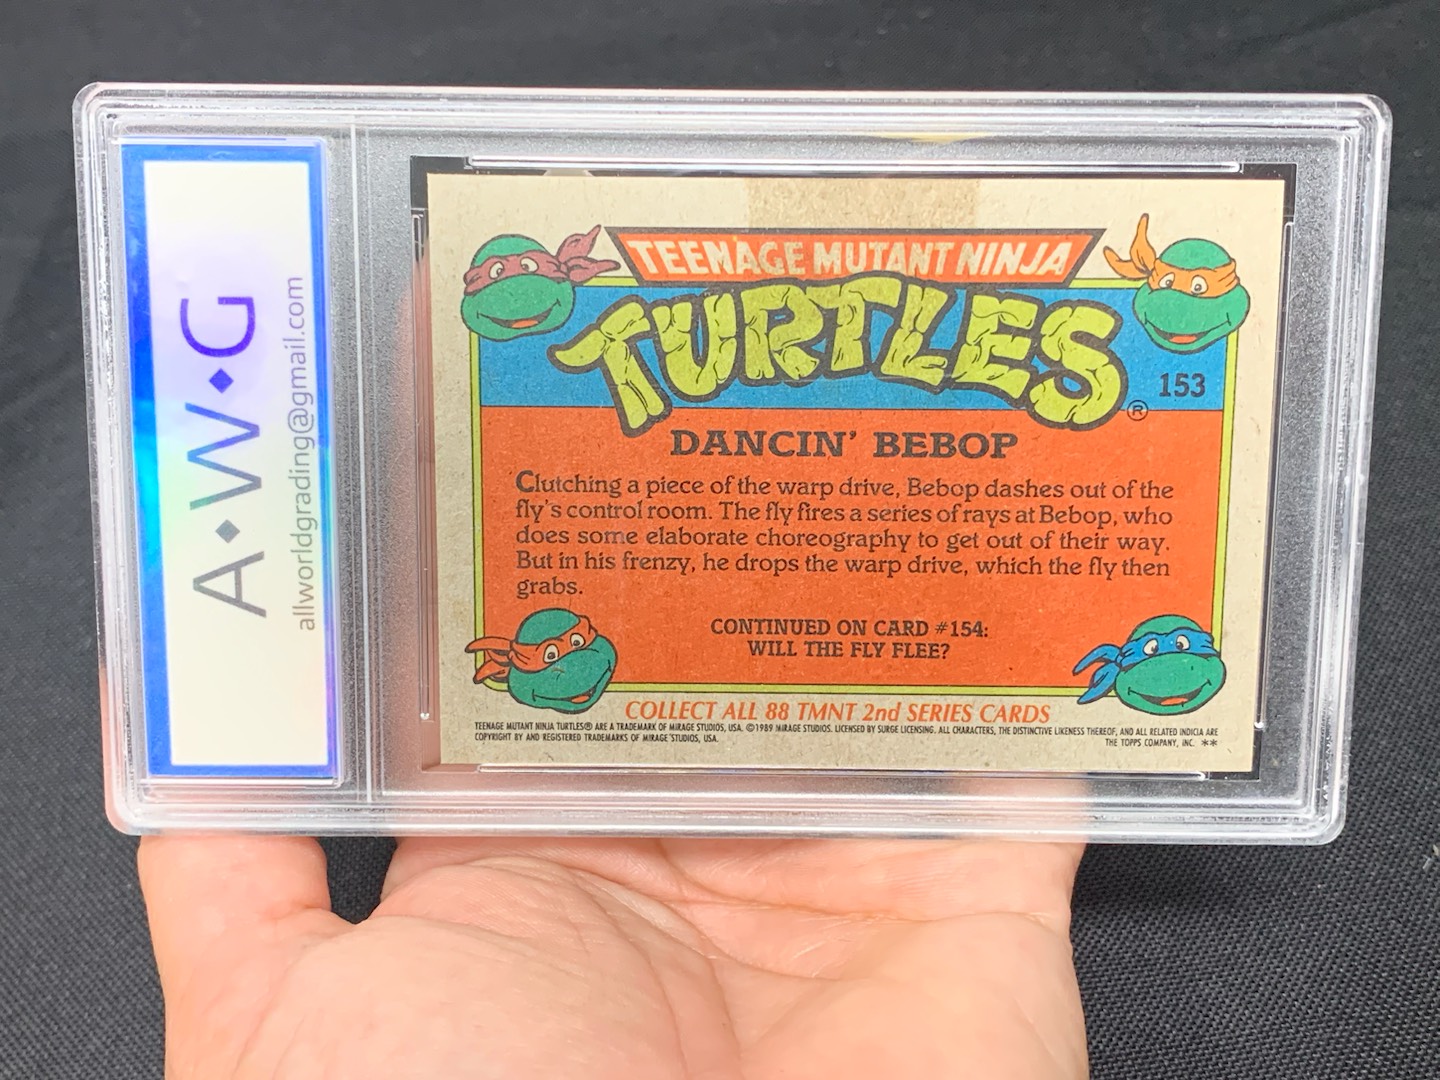 A♦W♦G
allworldgrading@gmail.com
TEENAGE MUTANT NINJA
TURTLES®
153
DANCIN' BEBOP
Clutching a piece of the warp drive, Bebop dashes out of the
fly's control room. The fly fires a series of rays at Bebop, who
does some elaborate choreography to get out of their way.
But in his frenzy, he drops the warp drive, which the fly then
grabs.
CONTINUED ON CARD #154:
WILL THE FLY FLEE?
COLLECT ALL 88 TMNT 2nd SERIES CARDS
TEENAGE MUTANT NINJA TURTLES® ARE A TRADEMARK OF MIRAGE STUDIOS, USA. ©1989 MIRAGE STUDIOS. LICENSED BY SURGE LICENSING. ALL CHARACTERS, THE DISTINCTIVE LIKENESS THEREOF, AND ALL RELATED INDICIA ARE
COPYRIGHT BY AND REGISTERED TRADEMARKS OF MIRAGE STUDIOS, USA.
THE TOPPS COMPANY, INC. **